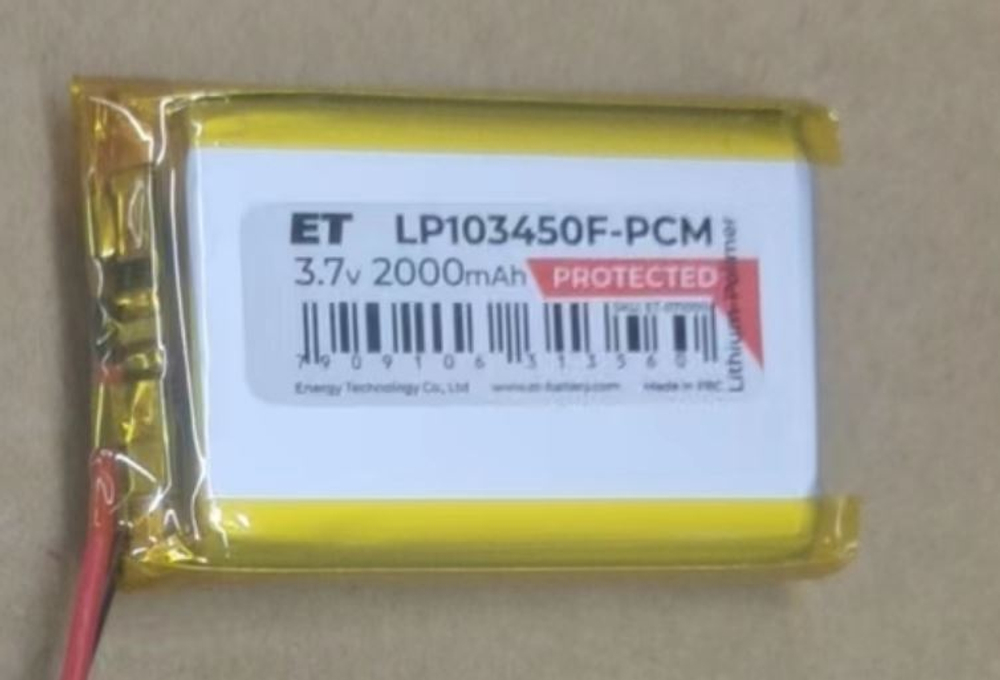 ET LP103450F-PCM
3.7v 2000mAh PROTECTED
7 909106 313560
Energy Technology Co., Ltd www.et-battery.com Made in PRC
Lithium Polymer